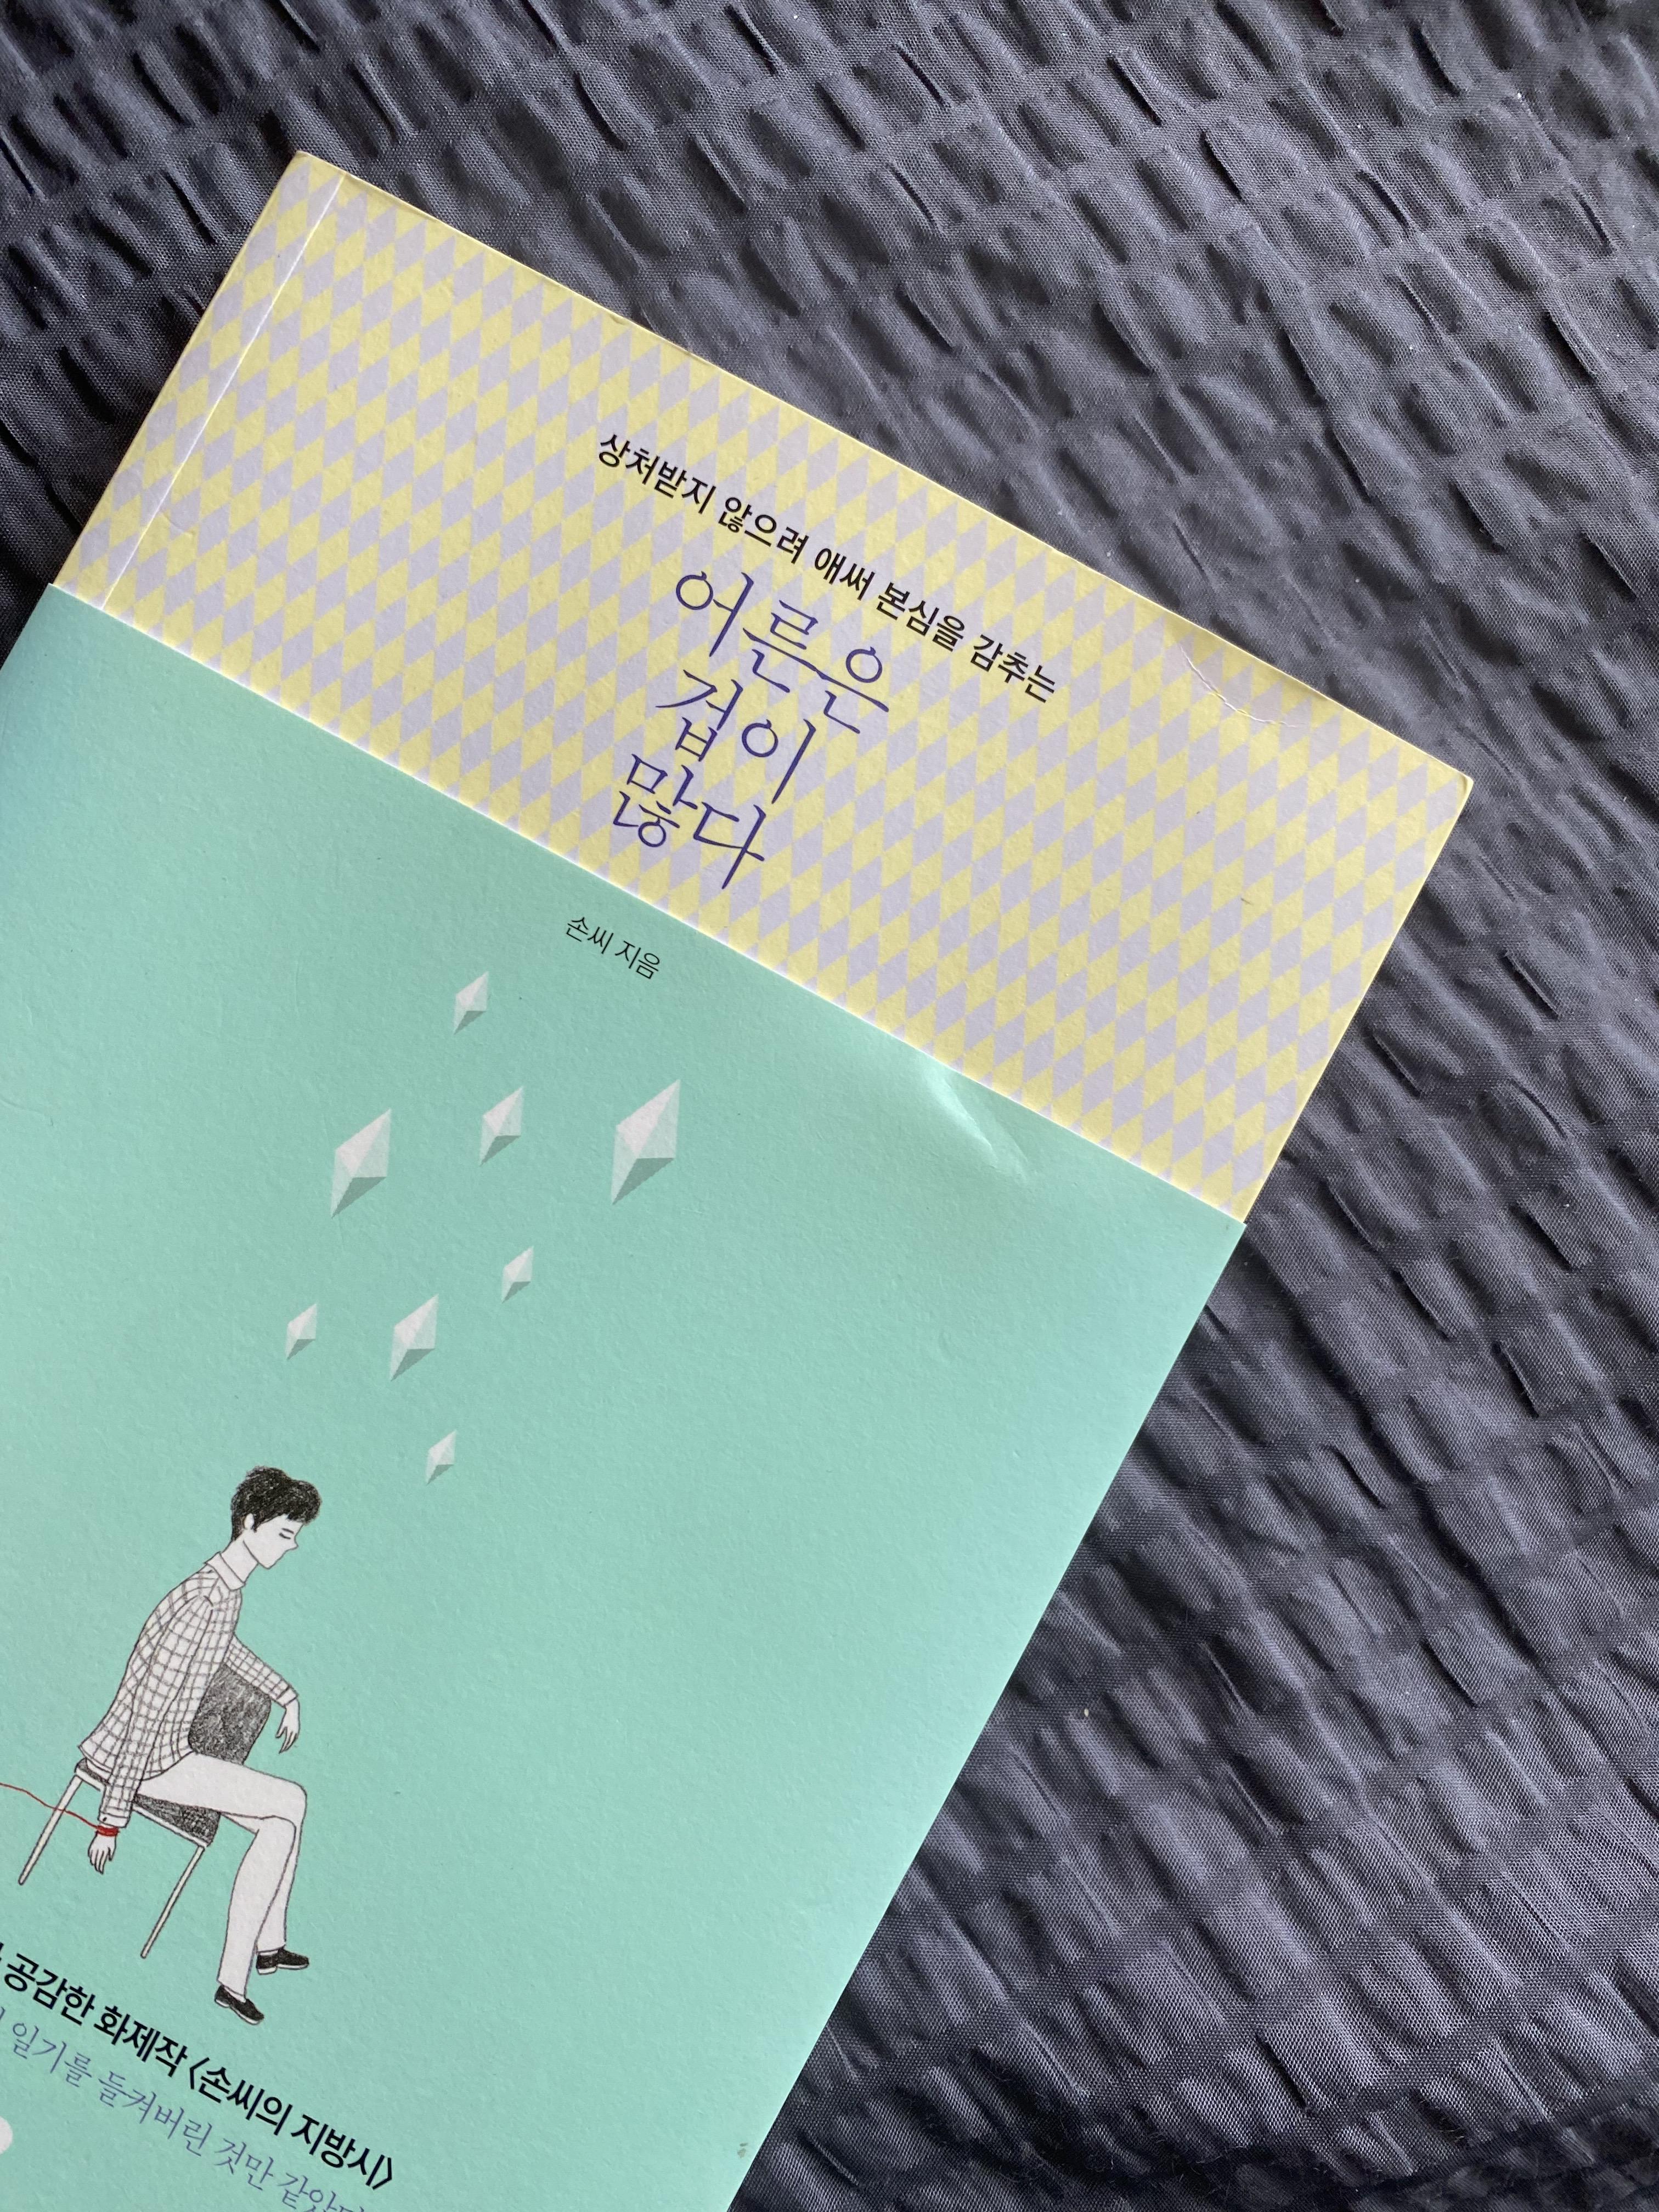 상처받지 않으려 애써 본심을 감추는
어른은
겁이
많다
손씨 지음
공감한 화제작 〈손씨의 지방시〉
일기를 들켜버린 것만 같았다